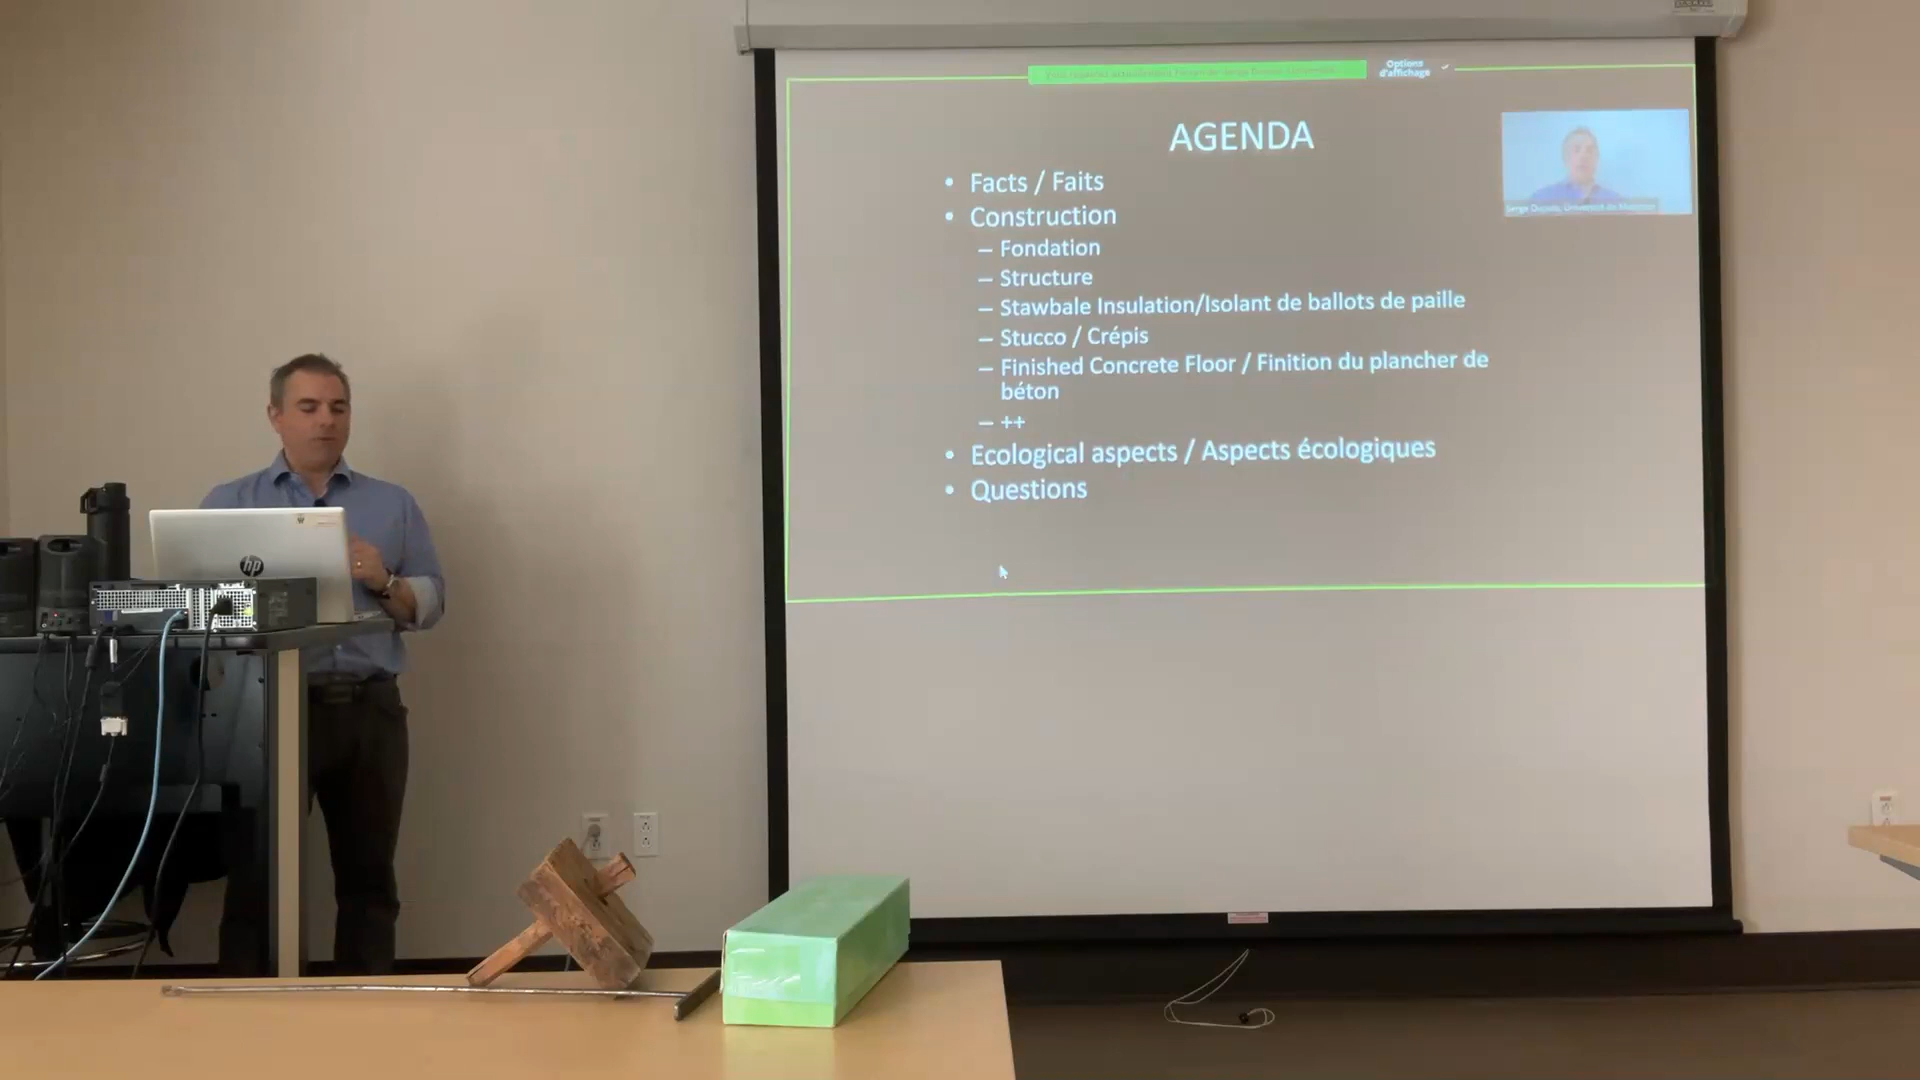 Options
d'affichage
AGENDA
• Facts / Faits
• Construction
– Fondation
– Structure
– Stawbale Insulation/Isolant de ballots de paille
– Stucco / Crépis
– Finished Concrete Floor / Finition du plancher de
béton
– ++
• Ecological aspects / Aspects écologiques
• Questions
hp